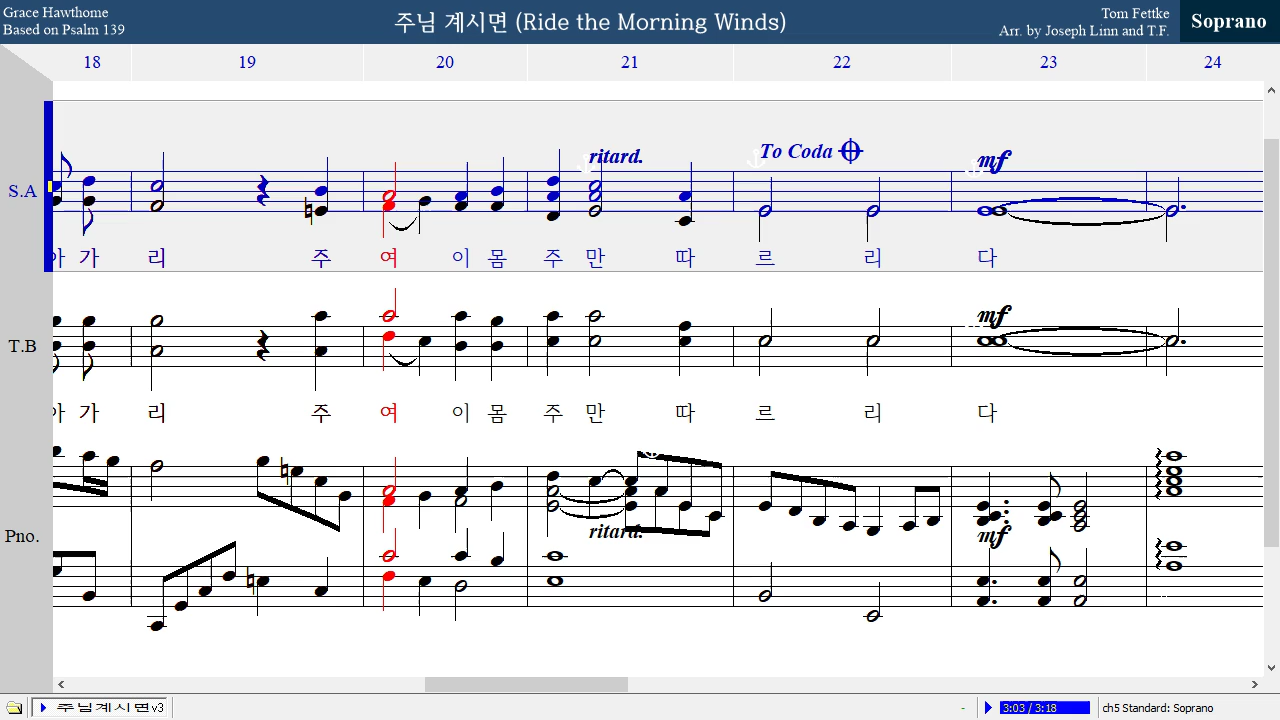 Grace Hawthome
Based on Psalm 139
주님 계시면 (Ride the Morning Winds)
Tom Fettke
Arr. by Joseph Linn and T.F.
Soprano
18 19 20 21 22 23 24
ritard. To Coda mf
S.A
아 가 리 주 여 이 몸 주 만 따 르 리 다
mf
T.B
아 가 리 주 여 이 몸 주 만 따 르 리 다
Pno.
ritard. mf
주님계시면v3
-
3:03 / 3:18
ch5 Standard: Soprano